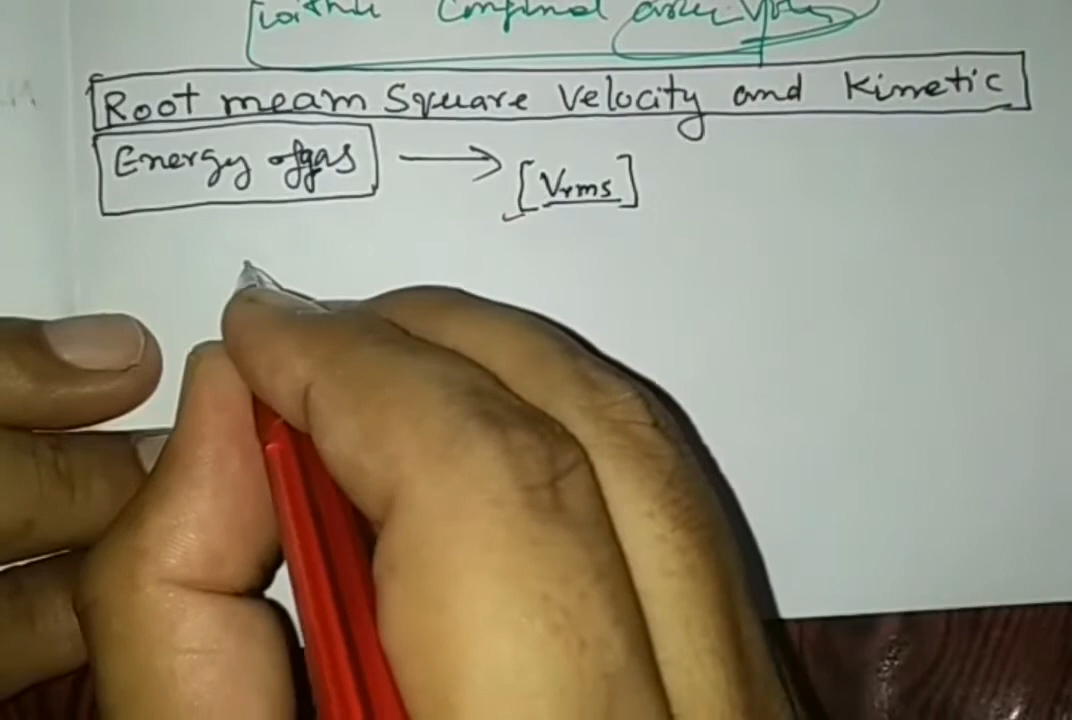 Root meam Square Velocity and Kinetic
Energy of gas → [Vrms]